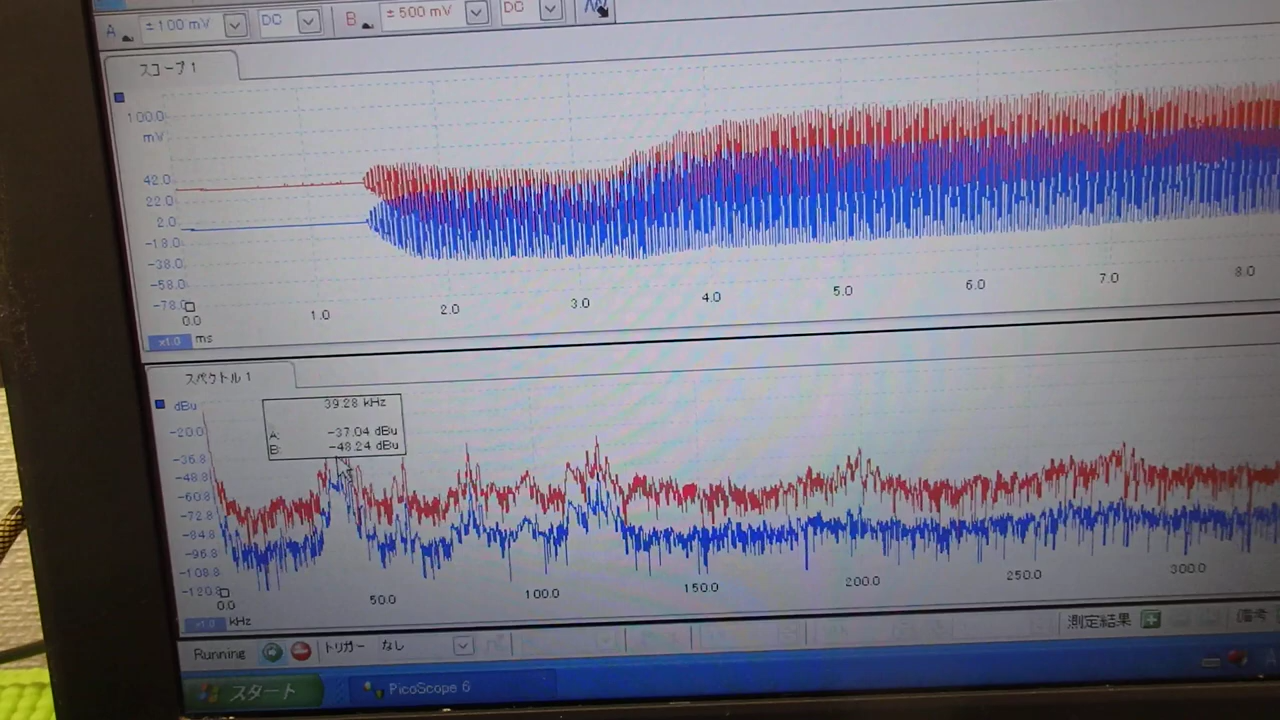 A ±100 mV DC B ±500 mV DC
スコープ 1
100.0
mV
42.0
22.0
2.0
-18.0
-38.0
-58.0
-78.0
0.0 1.0 2.0 3.0 4.0 5.0 6.0 7.0 8.0
x1.0 ms
スペクトル 1
dBu
39.28 kHz
A: -37.04 dBu
B: -48.24 dBu
-20.0
-36.8
-48.8
-60.8
-72.8
-84.8
-96.8
-108.8
-120.8
0.0 50.0 100.0 150.0 200.0 250.0 300.0
x1.0 kHz
測定結果 備考
Running トリガー なし
スタート PicoScope 6